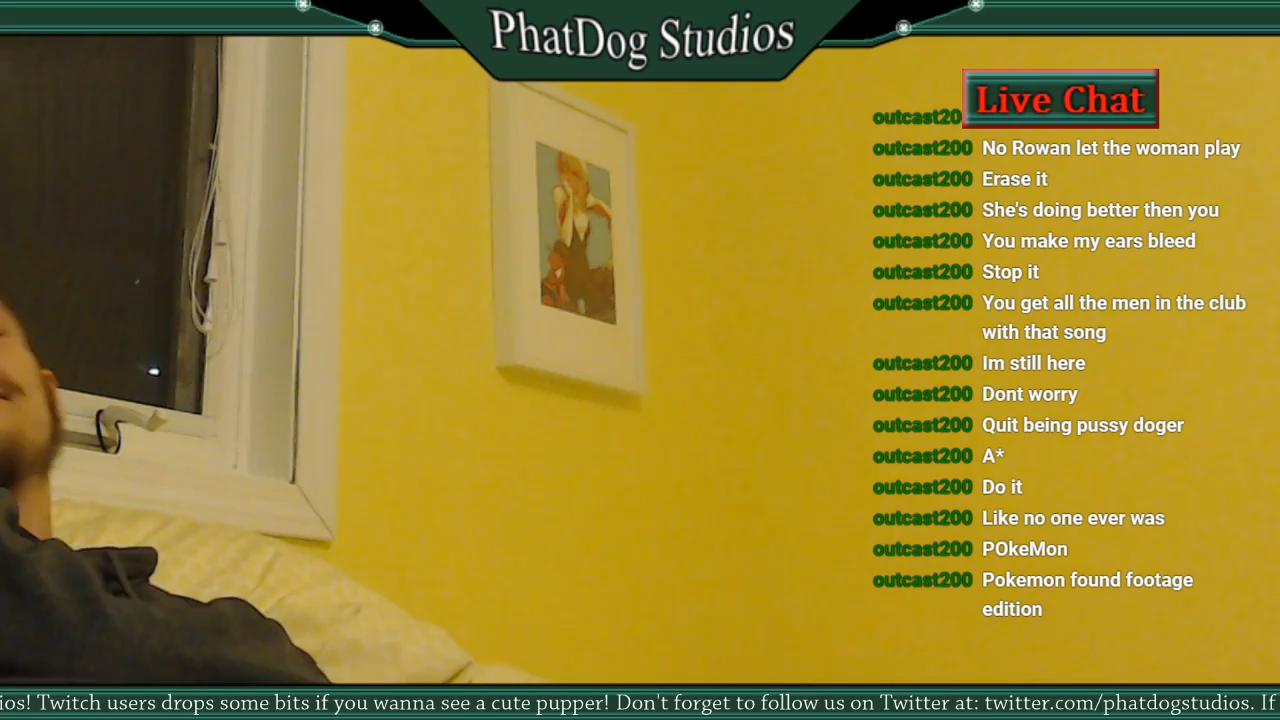 PhatDog Studios
Live Chat
outcast20
outcast200 No Rowan let the woman play
outcast200 Erase it
outcast200 She's doing better then you
outcast200 You make my ears bleed
outcast200 Stop it
outcast200 You get all the men in the club
with that song
outcast200 Im still here
outcast200 Dont worry
outcast200 Quit being pussy doger
outcast200 A*
outcast200 Do it
outcast200 Like no one ever was
outcast200 POkeMon
outcast200 Pokemon found footage
edition
ios! Twitch users drops some bits if you wanna see a cute pupper! Don't forget to follow us on Twitter at: twitter.com/phatdogstudios. If